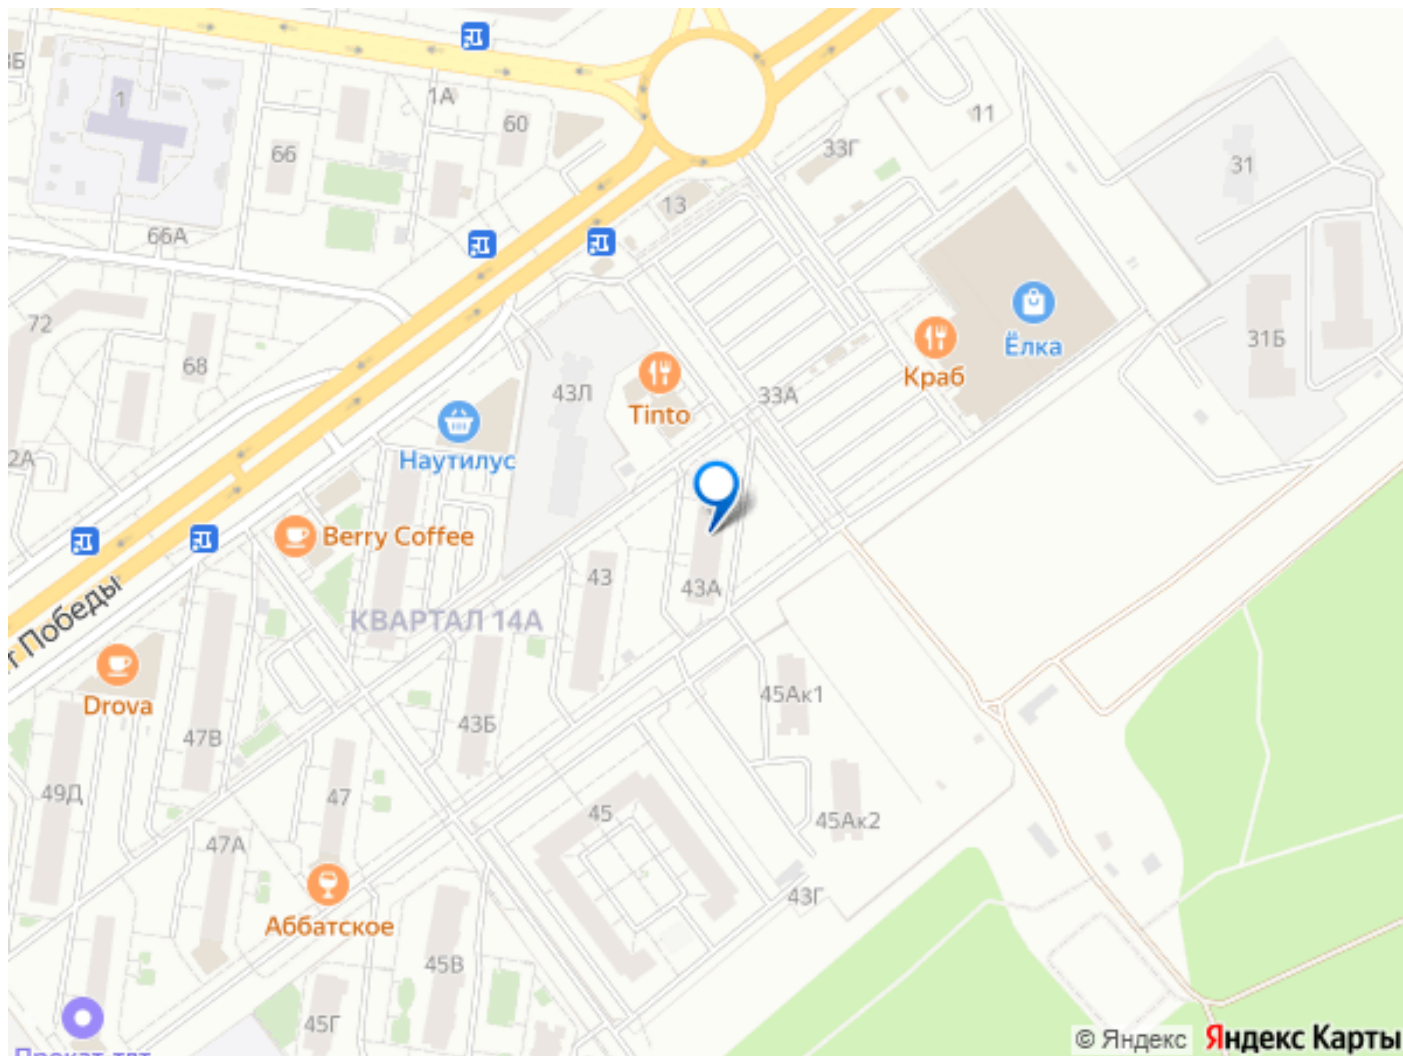 1
1А
60
66
66А
11
33Г
13
31
72
68
31Б
Ёлка
Краб
43Л
Tinto
33А
Наутилус
2А
Berry Coffee
43
43А
КВАРТАЛ 14А
т Победы
Drova
45Ак1
43Б
47В
49Д
47
45
45Ак2
47А
43Г
Аббатское
45В
45Г
© Яндекс
Яндекс Карты